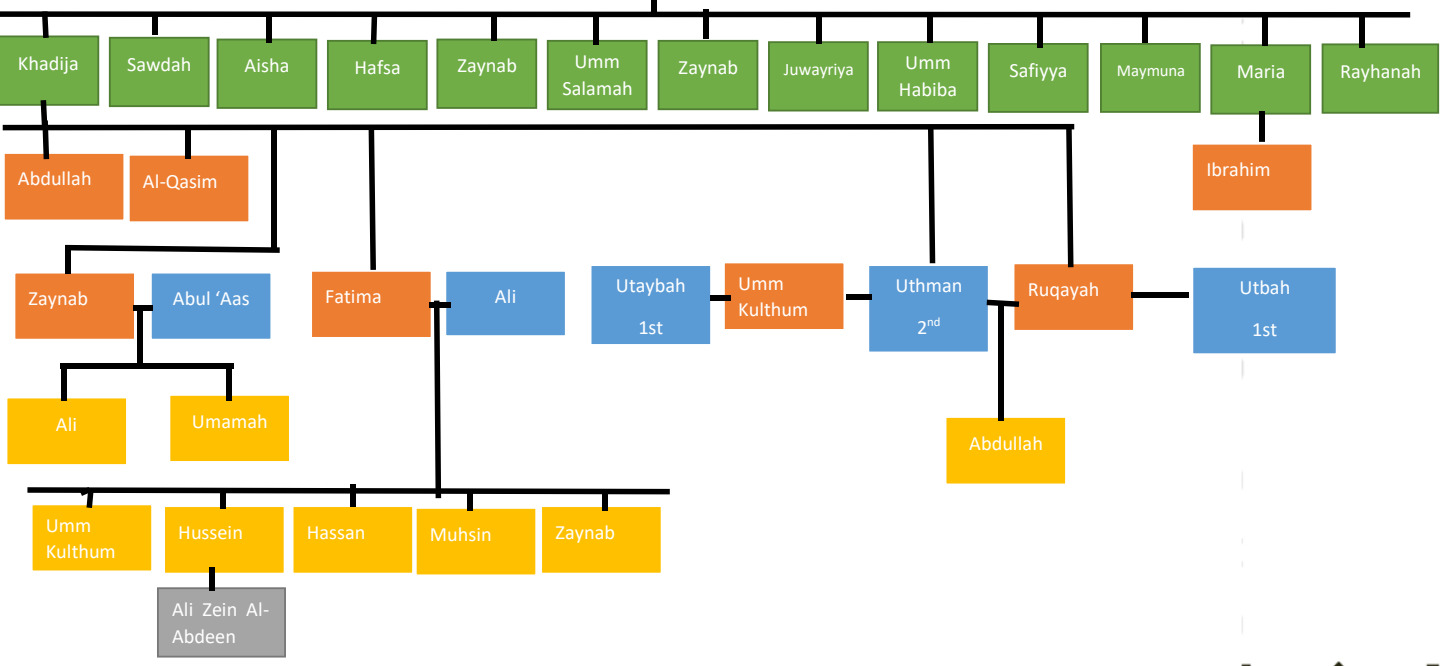 Khadija
Sawdah
Aisha
Hafsa
Zaynab
Umm
Salamah
Zaynab
Juwayriya
Umm
Habiba
Safiyya
Maymuna
Maria
Rayhanah
Abdullah
Al-Qasim
Ibrahim
Zaynab
Abul ‘Aas
Fatima
Ali
Utaybah
1st
Umm
Kulthum
Uthman
2nd
Ruqayah
Utbah
1st
Ali
Umamah
Abdullah
Umm
Kulthum
Hussein
Hassan
Muhsin
Zaynab
Ali Zein Al-
Abdeen